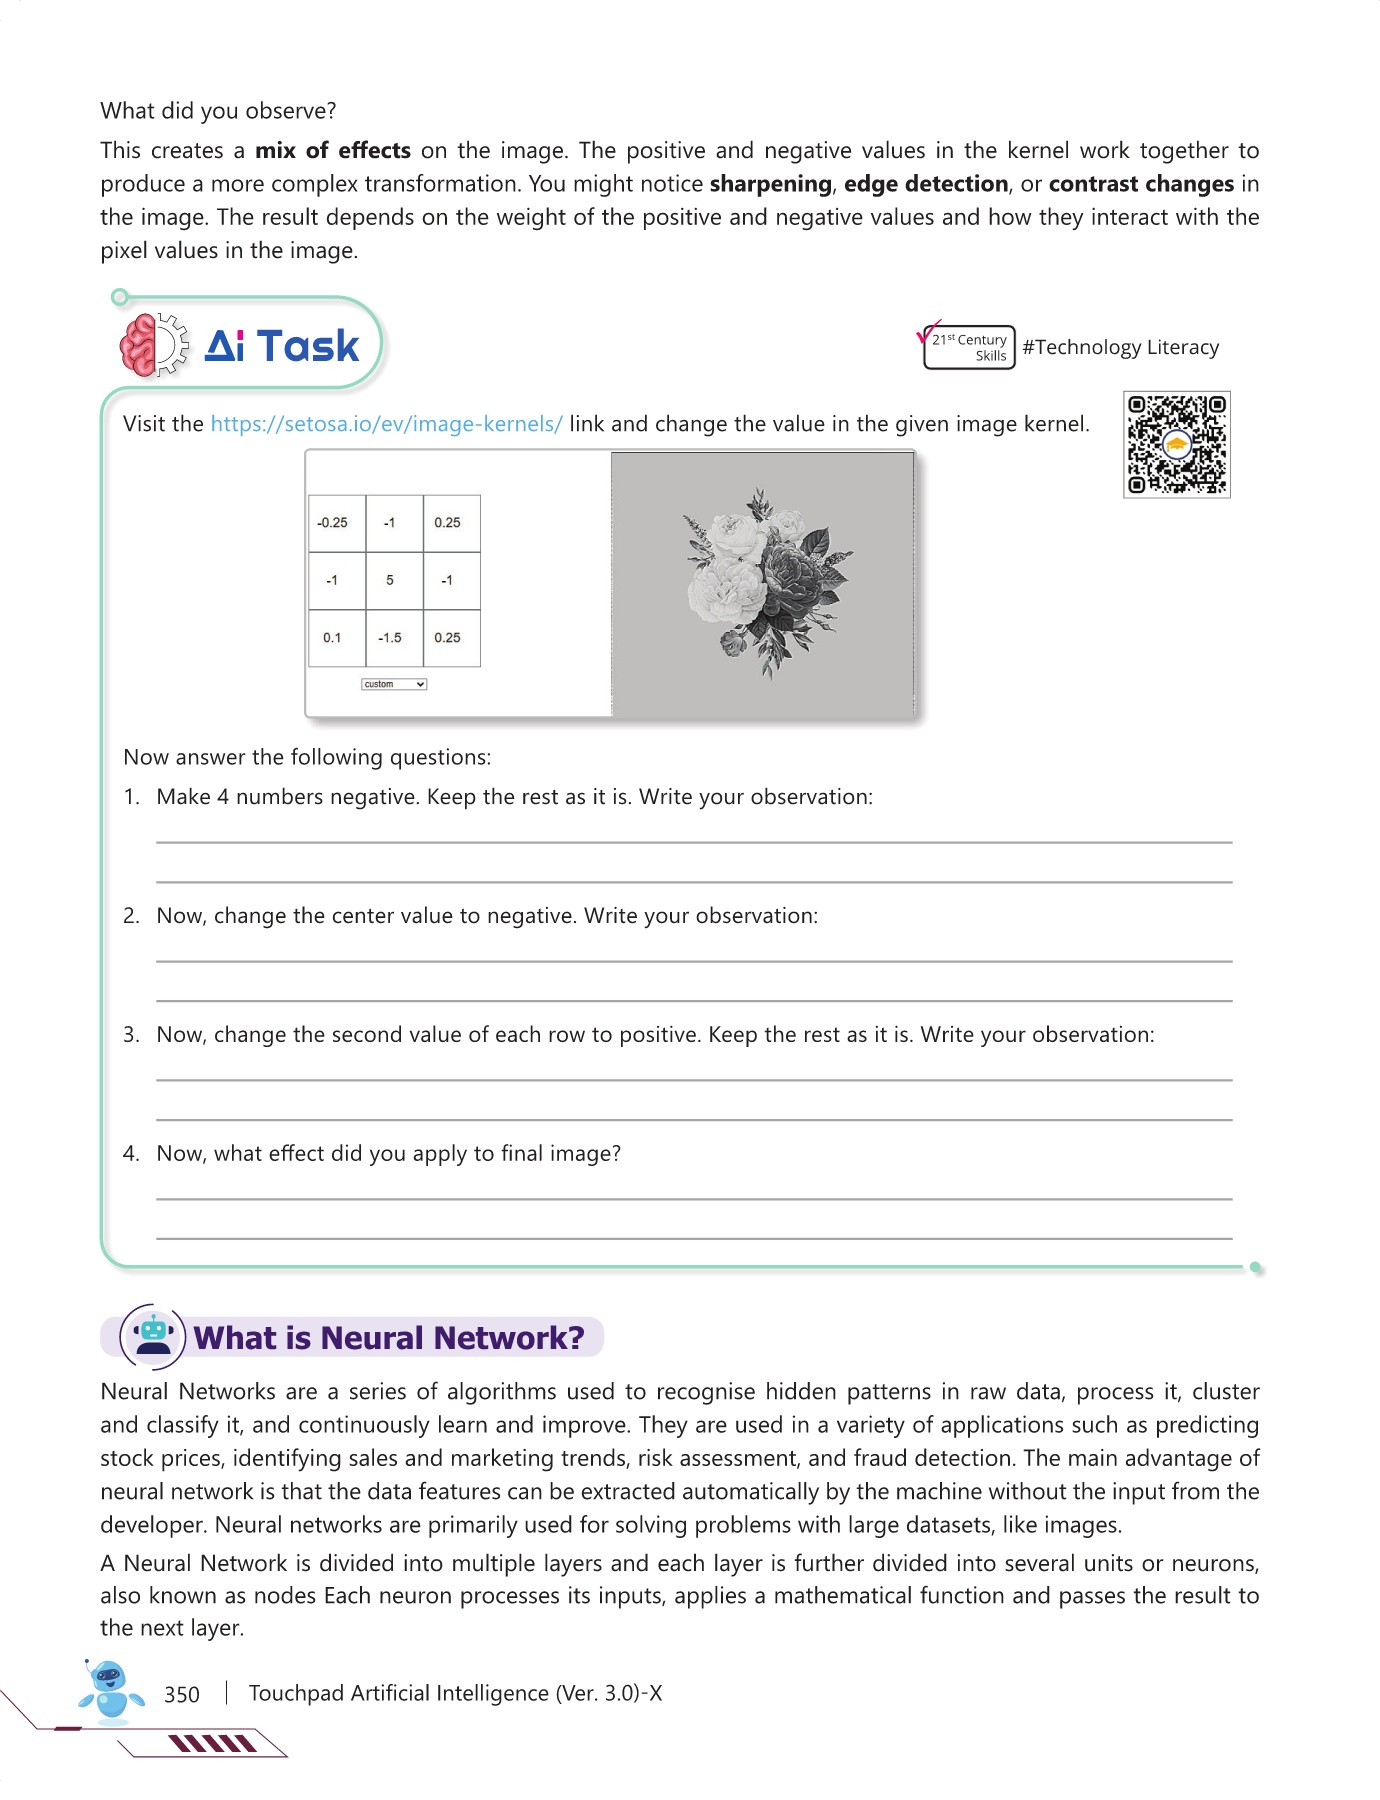 What did you observe?
This creates a mix of effects on the image. The positive and negative values in the kernel work together to
produce a more complex transformation. You might notice sharpening, edge detection, or contrast changes in
the image. The result depends on the weight of the positive and negative values and how they interact with the
pixel values in the image.
Ai Task
21st Century
Skills
#Technology Literacy
Visit the https://setosa.io/ev/image-kernels/ link and change the value in the given image kernel.
-0.25 -1 0.25
-1 5 -1
0.1 -1.5 0.25
custom
Now answer the following questions:
1. Make 4 numbers negative. Keep the rest as it is. Write your observation:
2. Now, change the center value to negative. Write your observation:
3. Now, change the second value of each row to positive. Keep the rest as it is. Write your observation:
4. Now, what effect did you apply to final image?
What is Neural Network?
Neural Networks are a series of algorithms used to recognise hidden patterns in raw data, process it, cluster
and classify it, and continuously learn and improve. They are used in a variety of applications such as predicting
stock prices, identifying sales and marketing trends, risk assessment, and fraud detection. The main advantage of
neural network is that the data features can be extracted automatically by the machine without the input from the
developer. Neural networks are primarily used for solving problems with large datasets, like images.
A Neural Network is divided into multiple layers and each layer is further divided into several units or neurons,
also known as nodes Each neuron processes its inputs, applies a mathematical function and passes the result to
the next layer.
350 Touchpad Artificial Intelligence (Ver. 3.0)-X